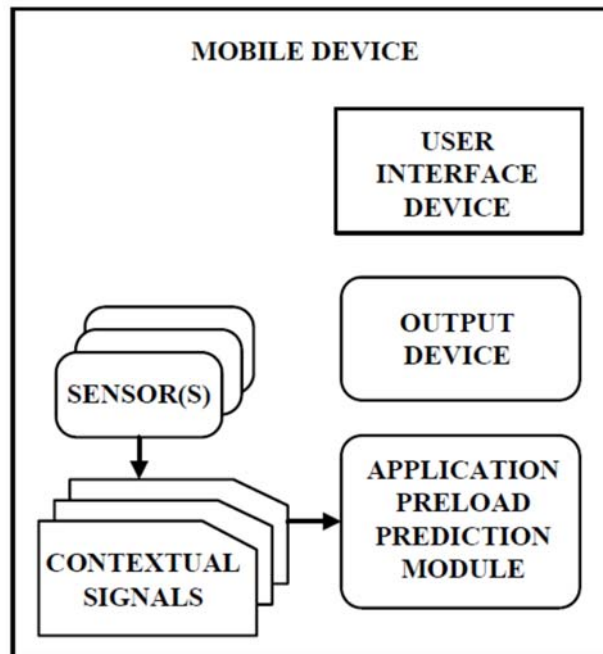 MOBILE DEVICE
USER
INTERFACE
DEVICE
OUTPUT
DEVICE
SENSOR(S)
APPLICATION
PRELOAD
PREDICTION
MODULE
CONTEXTUAL
SIGNALS